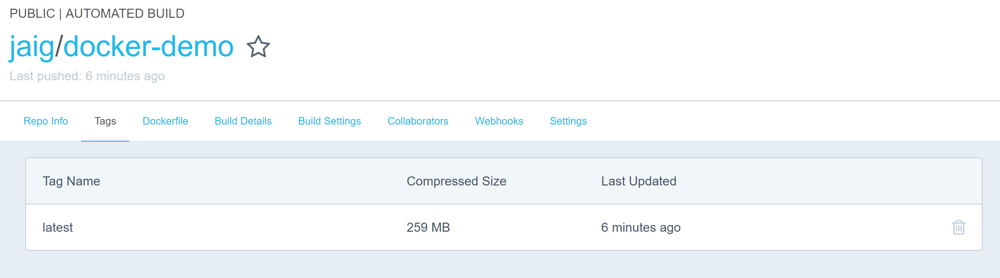 PUBLIC | AUTOMATED BUILD
jaig/docker-demo
Last pushed: 6 minutes ago
Repo Info Tags Dockerfile Build Details Build Settings Collaborators Webhooks Settings
Tag Name Compressed Size Last Updated
latest 259 MB 6 minutes ago